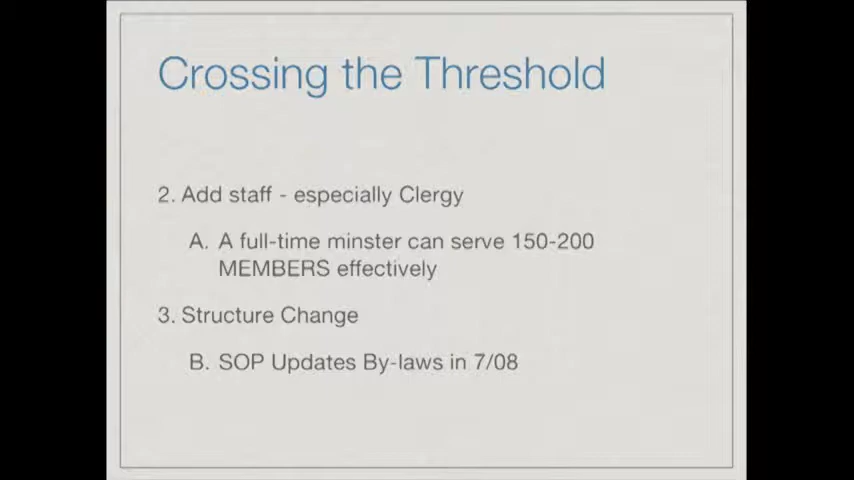 Crossing the Threshold
2. Add staff - especially Clergy
A. A full-time minster can serve 150-200
MEMBERS effectively
3. Structure Change
B. SOP Updates By-laws in 7/08